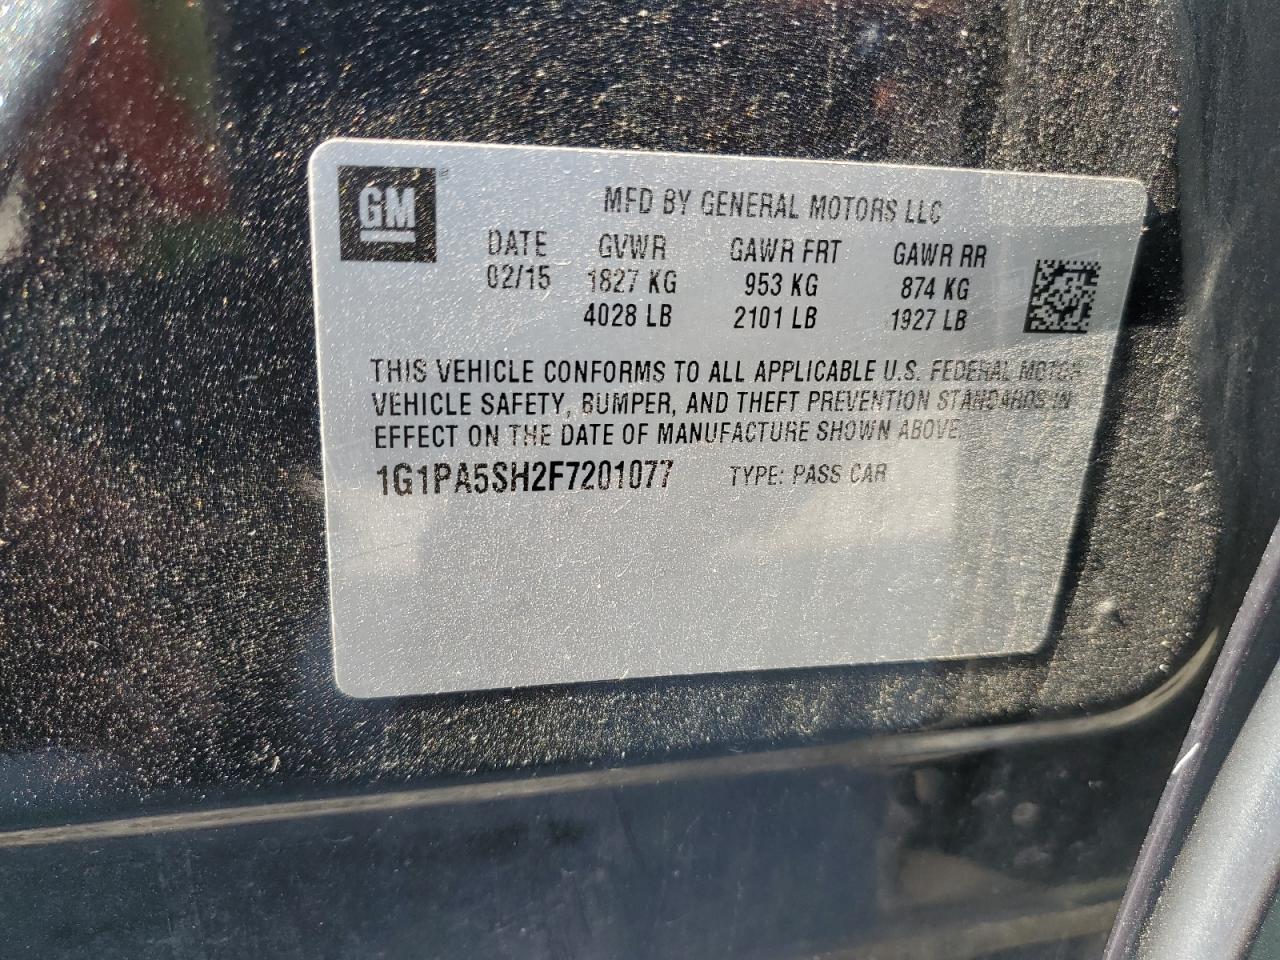 GM
MFD BY GENERAL MOTORS LLC
DATE GVWR GAWR FRT GAWR RR
02/15 1827 KG 953 KG 874 KG
4028 LB 2101 LB 1927 LB
THIS VEHICLE CONFORMS TO ALL APPLICABLE U.S. FEDERAL MOTOR
VEHICLE SAFETY, BUMPER, AND THEFT PREVENTION STANDARDS IN
EFFECT ON THE DATE OF MANUFACTURE SHOWN ABOVE.
1G1PA5SH2F7201077 TYPE: PASS CAR